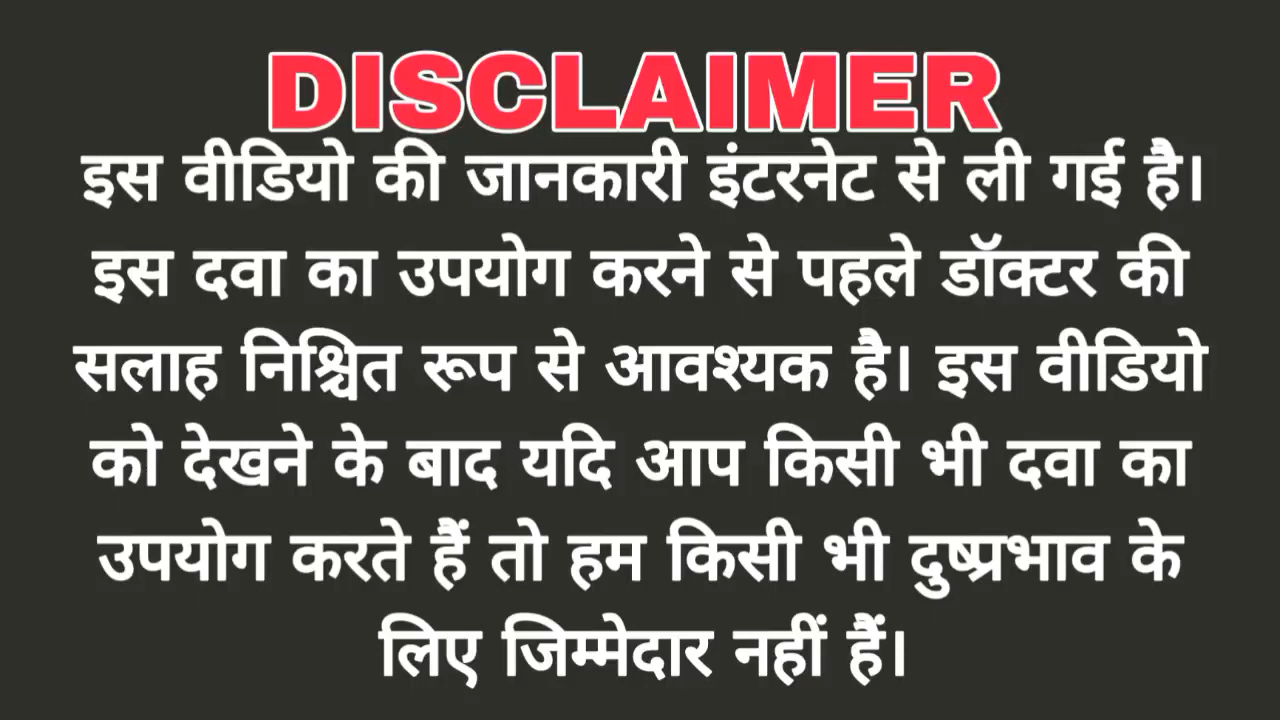 DISCLAIMER
इस वीडियो की जानकारी इंटरनेट से ली गई है।
इस दवा का उपयोग करने से पहले डॉक्टर की
सलाह निश्चित रूप से आवश्यक है। इस वीडियो
को देखने के बाद यदि आप किसी भी दवा का
उपयोग करते हैं तो हम किसी भी दुष्प्रभाव के
लिए जिम्मेदार नहीं हैं।